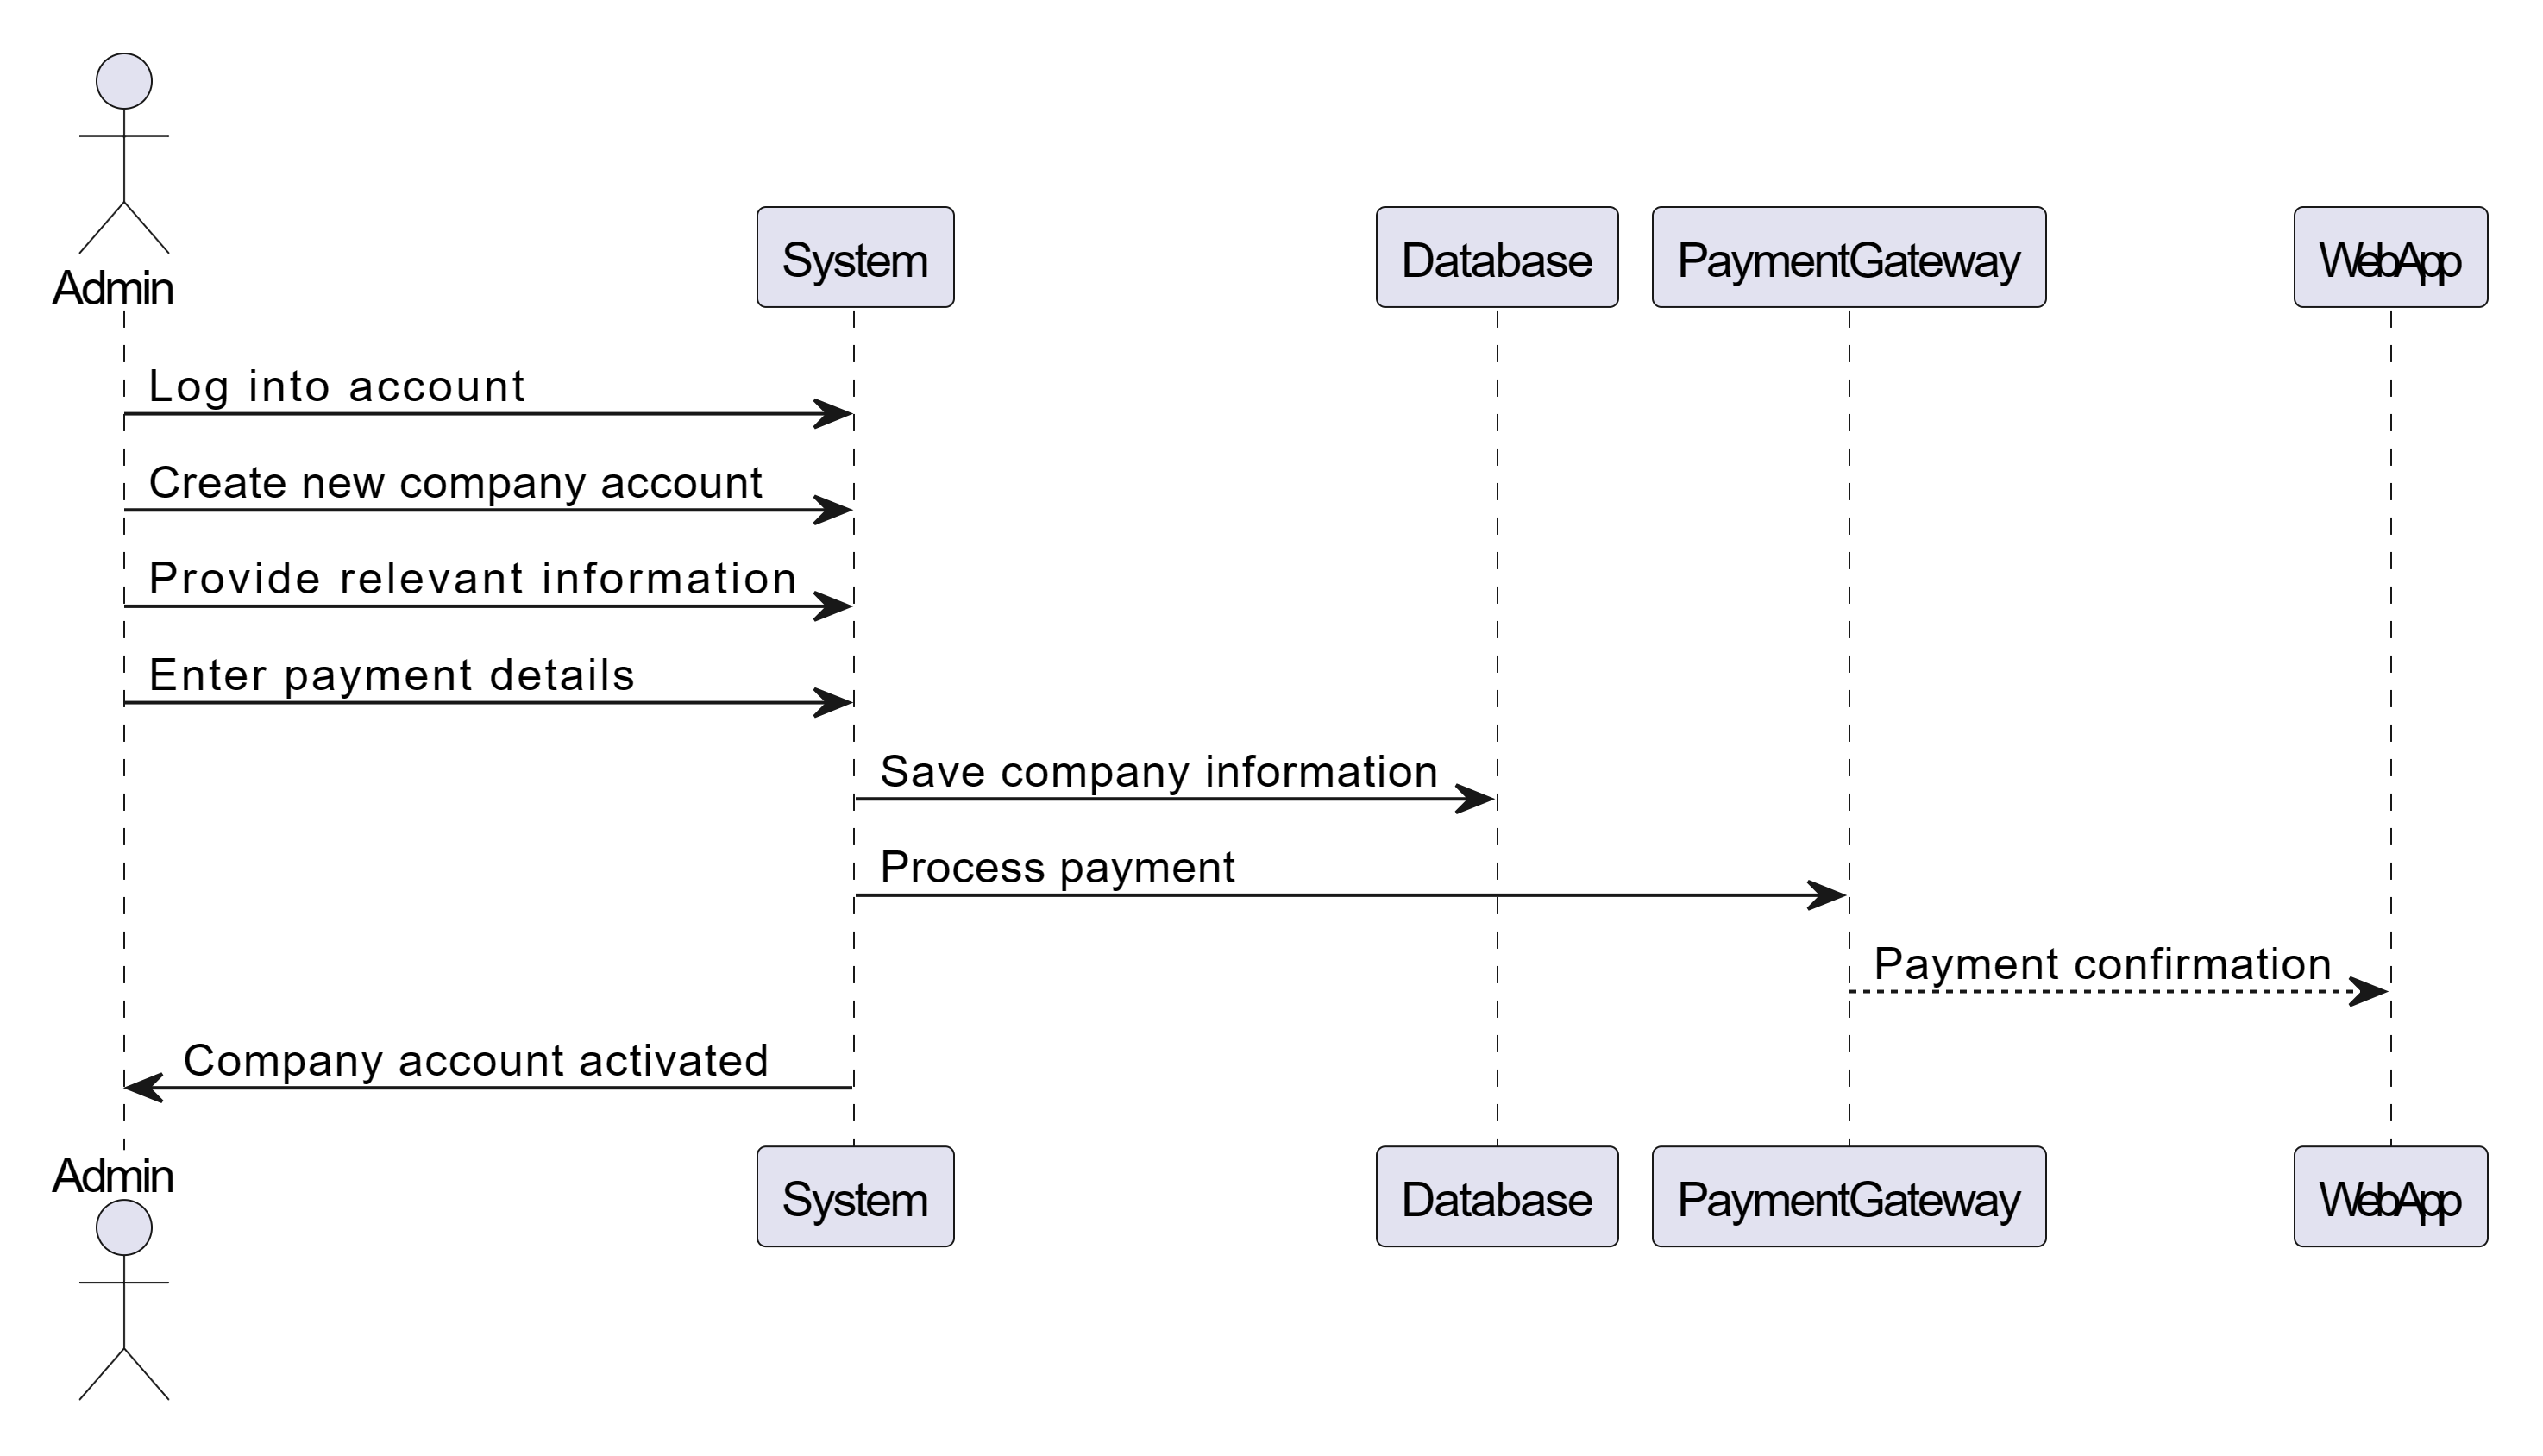 Admin
System
Database
PaymentGateway
WebApp
Log into account
Create new company account
Provide relevant information
Enter payment details
Save company information
Process payment
Payment confirmation
Company account activated
Admin
System
Database
PaymentGateway
WebApp